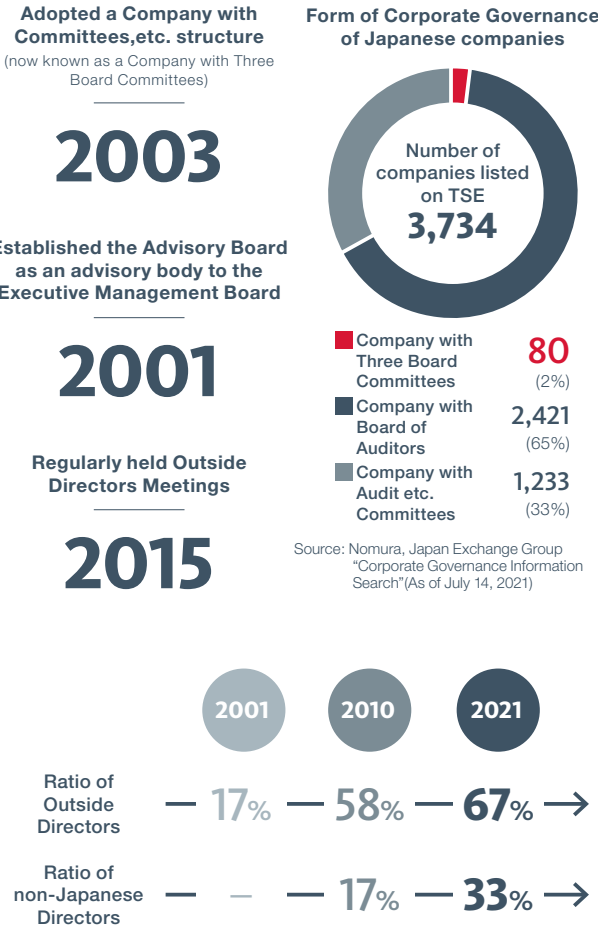 Adopted a Company with
Committees,etc. structure
(now known as a Company with Three
Board Committees)
2003
Established the Advisory Board
as an advisory body to the
Executive Management Board
2001
Regularly held Outside
Directors Meetings
2015
Form of Corporate Governance
of Japanese companies
Number of
companies listed
on TSE
3,734
Company with
Three Board
Committees
80
(2%)
Company with
Board of
Auditors
2,421
(65%)
Company with
Audit etc.
Committees
1,233
(33%)
Source: Nomura, Japan Exchange Group
“Corporate Governance Information
Search”(As of July 14, 2021)
2001 2010 2021
Ratio of
Outside
Directors
17% 58% 67%
Ratio of
non-Japanese
Directors
– 17% 33%